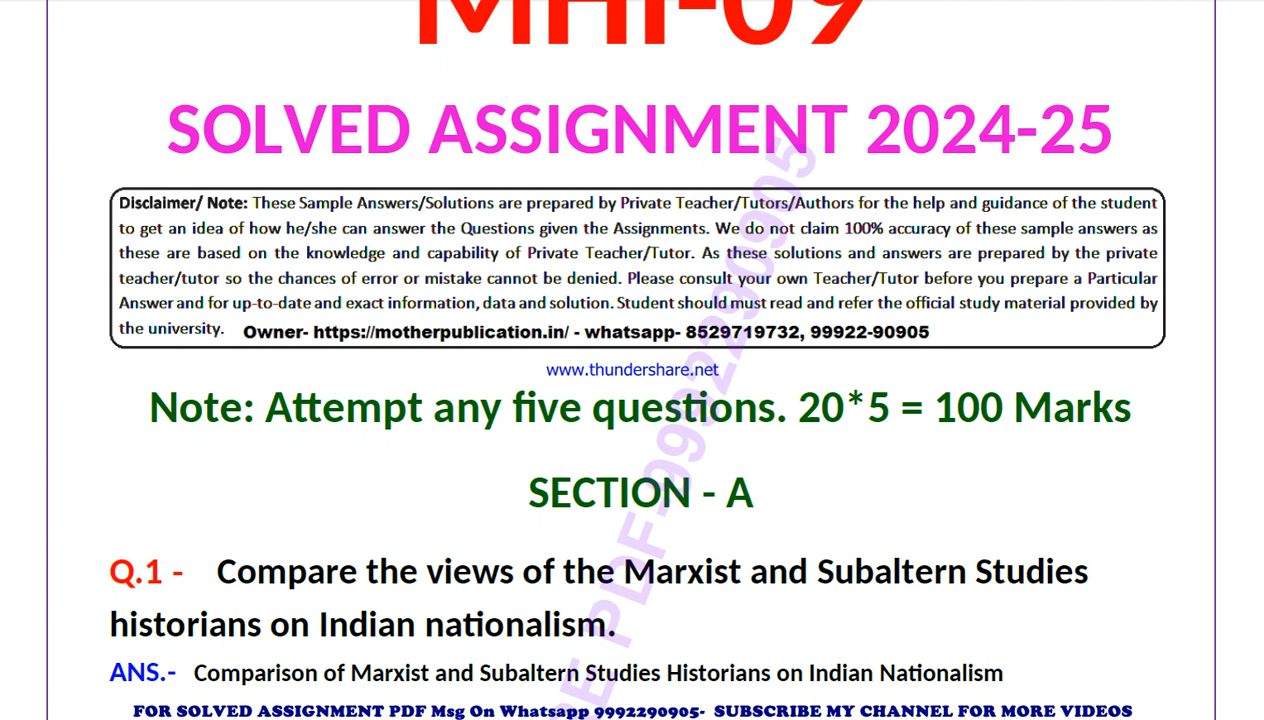 MHI-09
SOLVED ASSIGNMENT 2024-25
Disclaimer/ Note: These Sample Answers/Solutions are prepared by Private Teacher/Tutors/Authors for the help and guidance of the student
to get an idea of how he/she can answer the Questions given the Assignments. We do not claim 100% accuracy of these sample answers as
these are based on the knowledge and capability of Private Teacher/Tutor. As these solutions and answers are prepared by the private
teacher/tutor so the chances of error or mistake cannot be denied. Please consult your own Teacher/Tutor before you prepare a Particular
Answer and for up-to-date and exact information, data and solution. Student should must read and refer the official study material provided by
the university. Owner- https://motherpublication.in/ - whatsapp- 8529719732, 99922-90905
www.thundershare.net
Note: Attempt any five questions. 20*5 = 100 Marks
SECTION - A
Q.1 - Compare the views of the Marxist and Subaltern Studies
historians on Indian nationalism.
ANS.- Comparison of Marxist and Subaltern Studies Historians on Indian Nationalism
FOR SOLVED ASSIGNMENT PDF Msg On Whatsapp 9992290905- SUBSCRIBE MY CHANNEL FOR MORE VIDEOS
PDF-9992290905